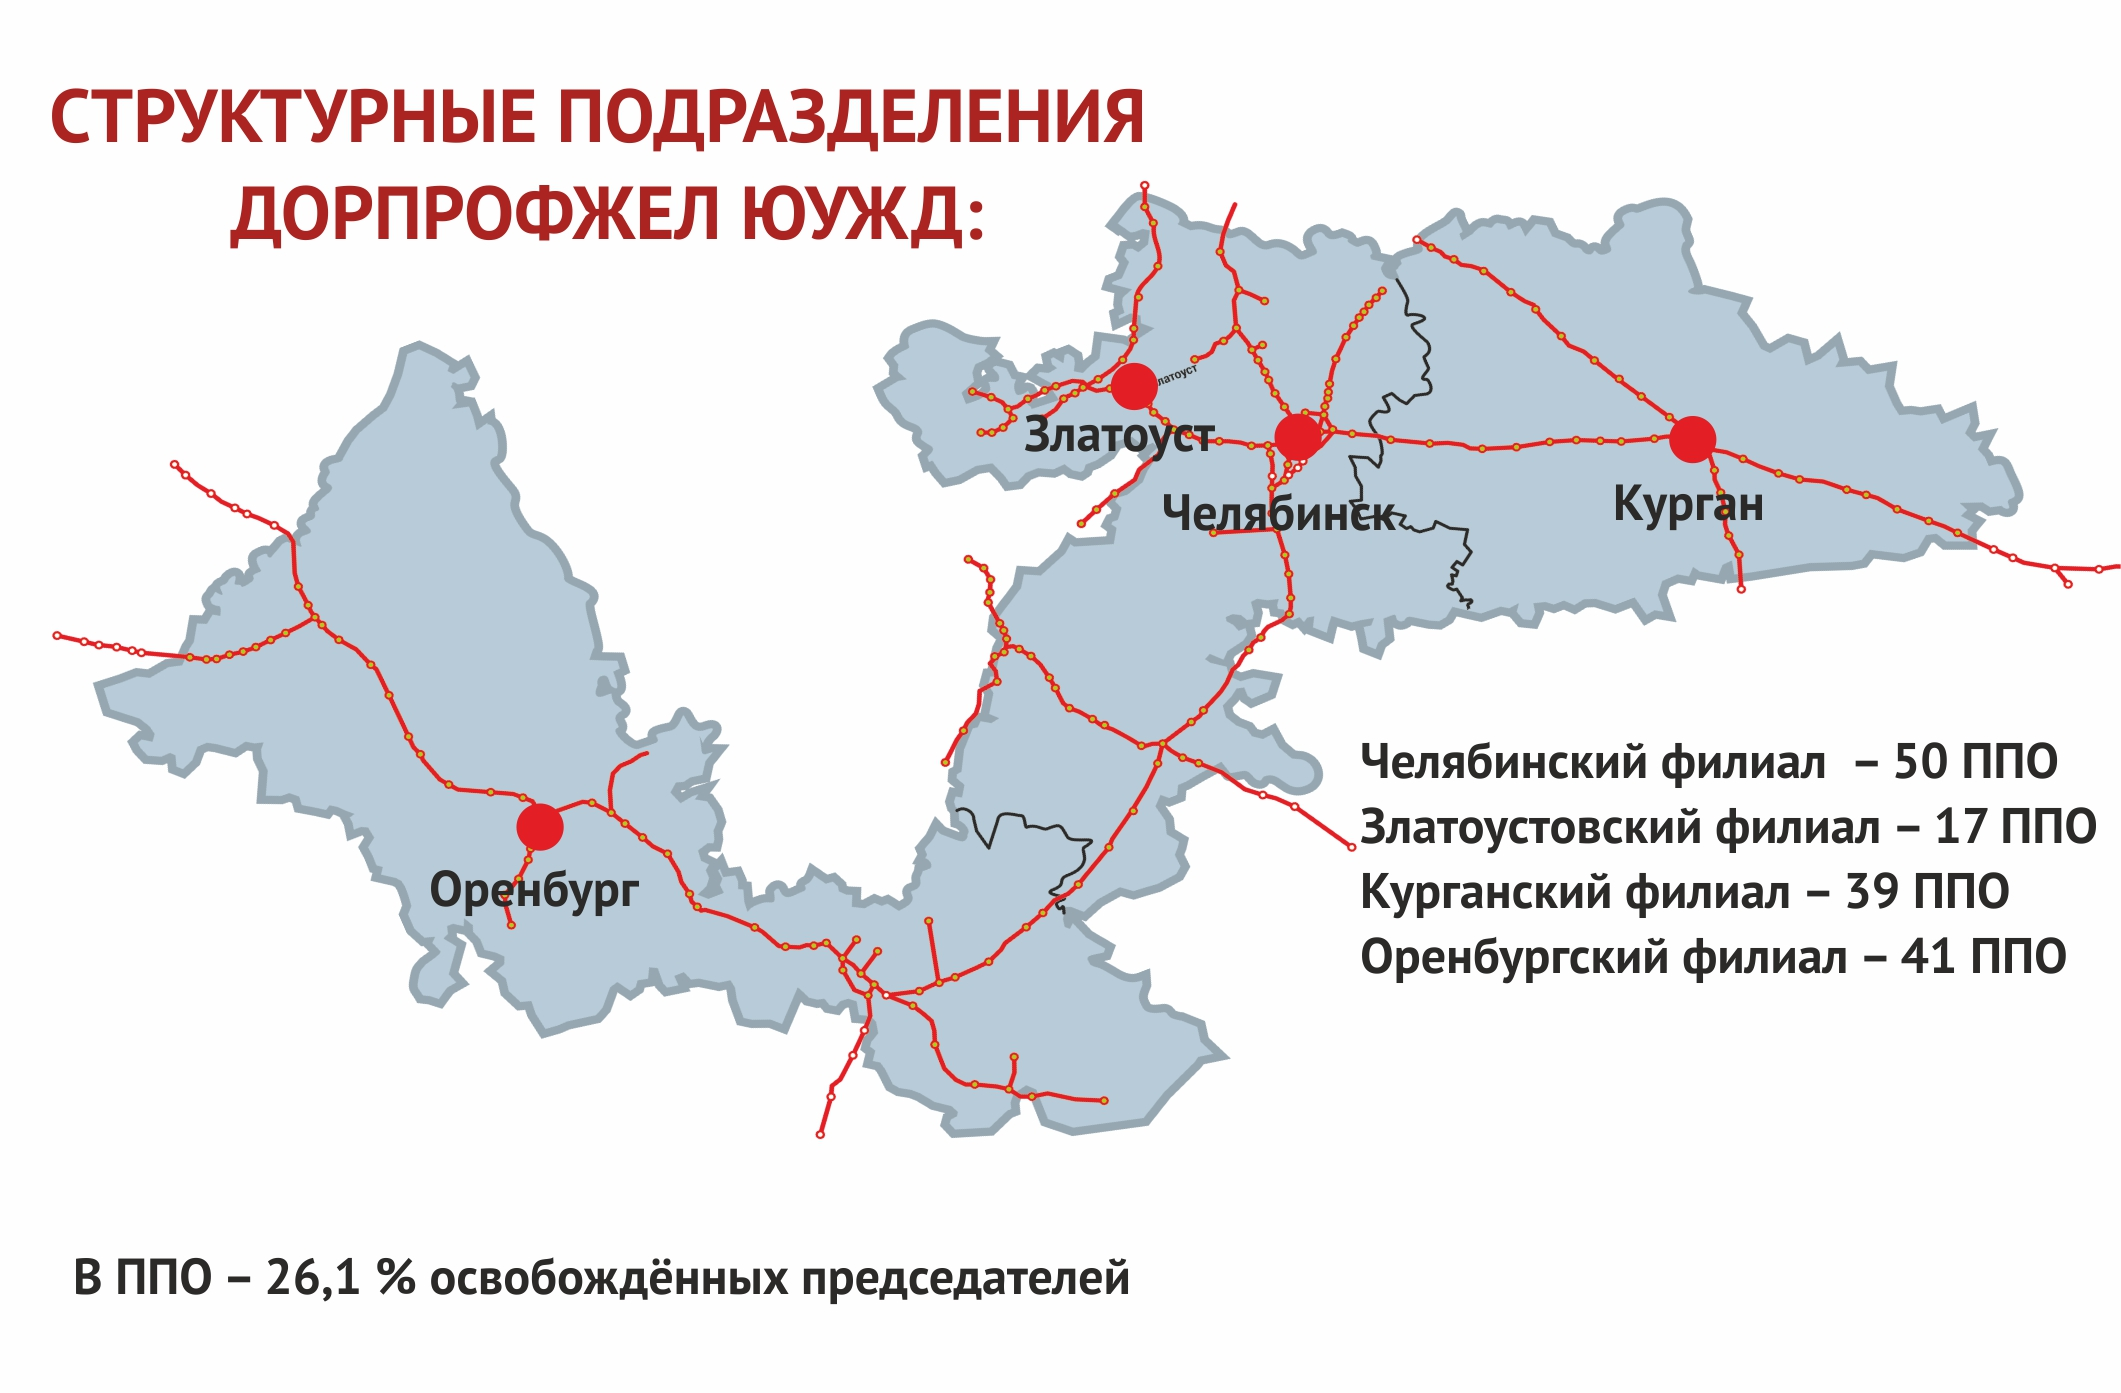 СТРУКТУРНЫЕ ПОДРАЗДЕЛЕНИЯ
ДОРПРОФЖЕЛ ЮУЖД:
латоуст
Златоуст
Челябинск
Курган
Оренбург
Челябинский филиал – 50 ППО
Златоустовский филиал – 17 ППО
Курганский филиал – 39 ППО
Оренбургский филиал – 41 ППО
В ППО – 26,1 % освобождённых председателей